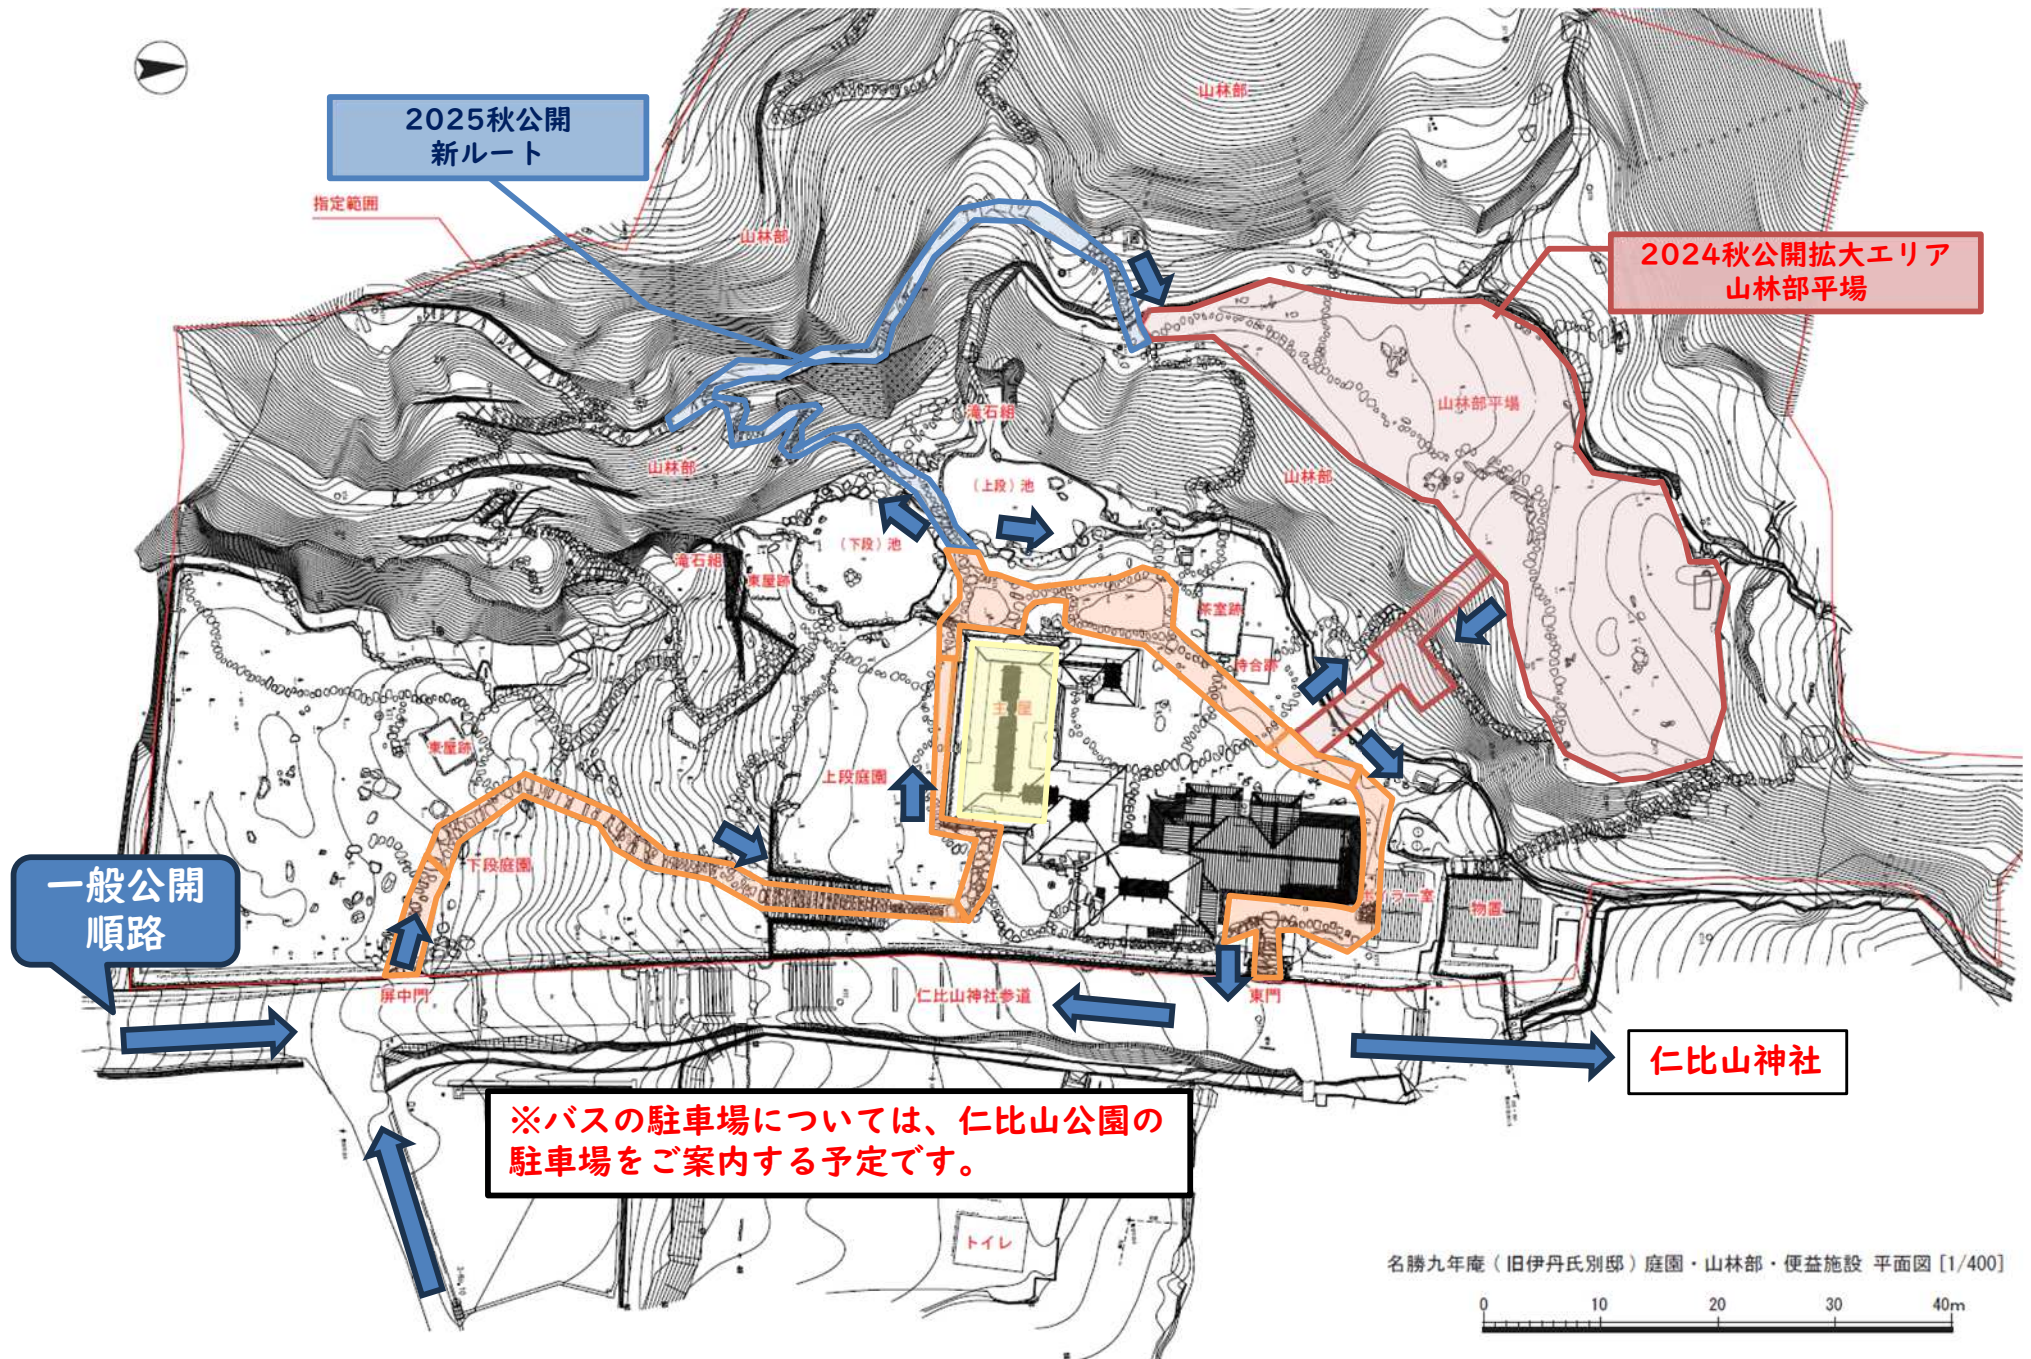 2025秋公開
新ルート
指定範囲
山林部
山林部
2024秋公開拡大エリア
山林部平場
滝石組
山林部平場
山林部
山林部
(上段)池
(下段)池
滝石組
東屋跡
茶室跡
待合跡
主屋
東屋跡
上段庭園
下段庭園
一般公開
順路
物置
屏中門
仁比山神社参道
東門
仁比山神社
※バスの駐車場については、仁比山公園の
駐車場をご案内する予定です。
トイレ
名勝九年庵(旧伊丹氏別邸)庭園・山林部・便益施設 平面図 [1/400]
0 10 20 30 40m